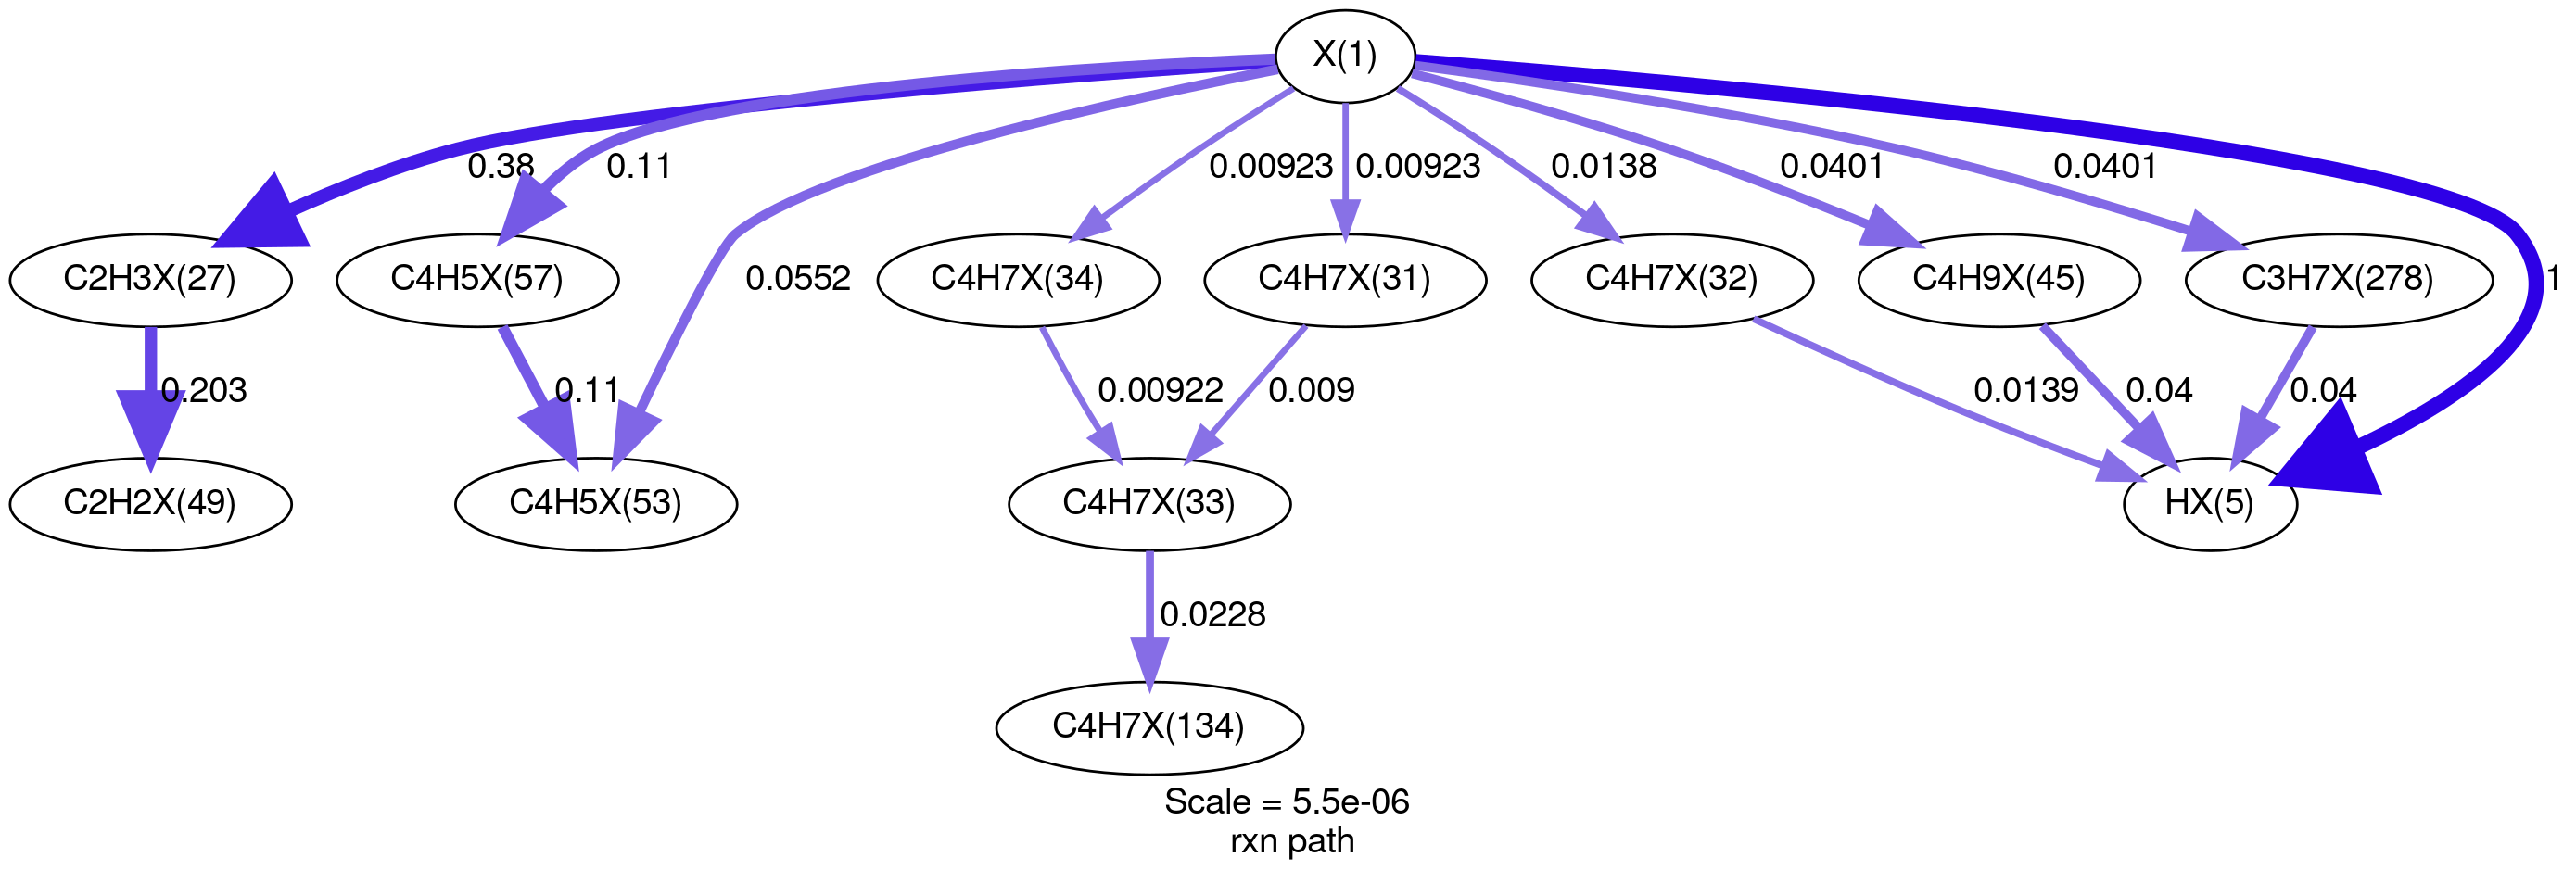 X(1)
0.38
0.11
0.00923
0.00923
0.0138
0.0401
0.0401
C2H3X(27)
C4H5X(57)
0.0552
C4H7X(34)
C4H7X(31)
C4H7X(32)
C4H9X(45)
C3H7X(278)
1
0.203
0.11
0.00922
0.009
0.0139
0.04
0.04
C2H2X(49)
C4H5X(53)
C4H7X(33)
HX(5)
0.0228
C4H7X(134)
Scale = 5.5e-06
rxn path